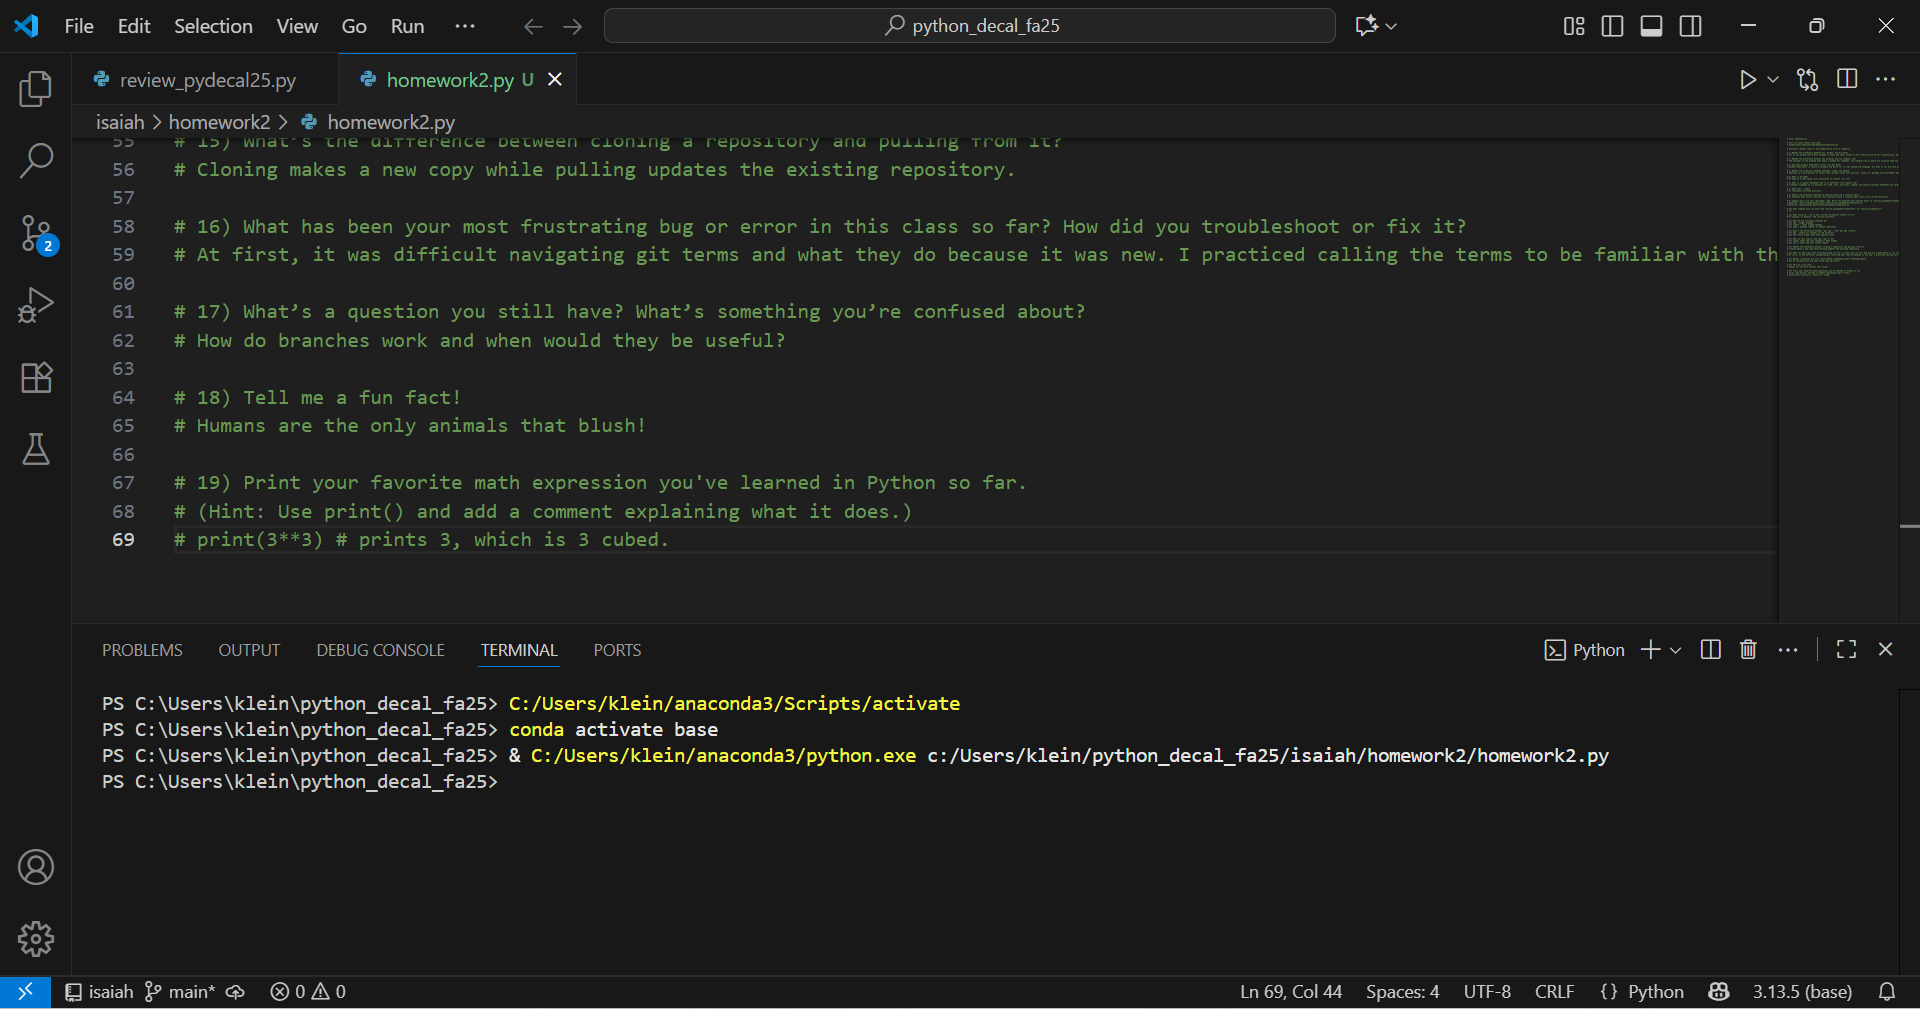 File Edit Selection View Go Run ··· python_decal_fa25
review_pydecal25.py homework2.py U
isaiah > homework2 > homework2.py
55 # 15) What's the difference between cloning a repository and pulling from it?
56 # Cloning makes a new copy while pulling updates the existing repository.
57
58 # 16) What has been your most frustrating bug or error in this class so far? How did you troubleshoot or fix it?
59 # At first, it was difficult navigating git terms and what they do because it was new. I practiced calling the terms to be familiar with th
60
61 # 17) What’s a question you still have? What’s something you’re confused about?
62 # How do branches work and when would they be useful?
63
64 # 18) Tell me a fun fact!
65 # Humans are the only animals that blush!
66
67 # 19) Print your favorite math expression you've learned in Python so far.
68 # (Hint: Use print() and add a comment explaining what it does.)
69 # print(3**3) # prints 3, which is 3 cubed.
2
PROBLEMS OUTPUT DEBUG CONSOLE TERMINAL PORTS Python
PS C:\Users\klein\python_decal_fa25> C:/Users/klein/anaconda3/Scripts/activate
PS C:\Users\klein\python_decal_fa25> conda activate base
PS C:\Users\klein\python_decal_fa25> & C:/Users/klein/anaconda3/python.exe c:/Users/klein/python_decal_fa25/isaiah/homework2/homework2.py
PS C:\Users\klein\python_decal_fa25>
isaiah main* 0 0 Ln 69, Col 44 Spaces: 4 UTF-8 CRLF {} Python 3.13.5 (base)